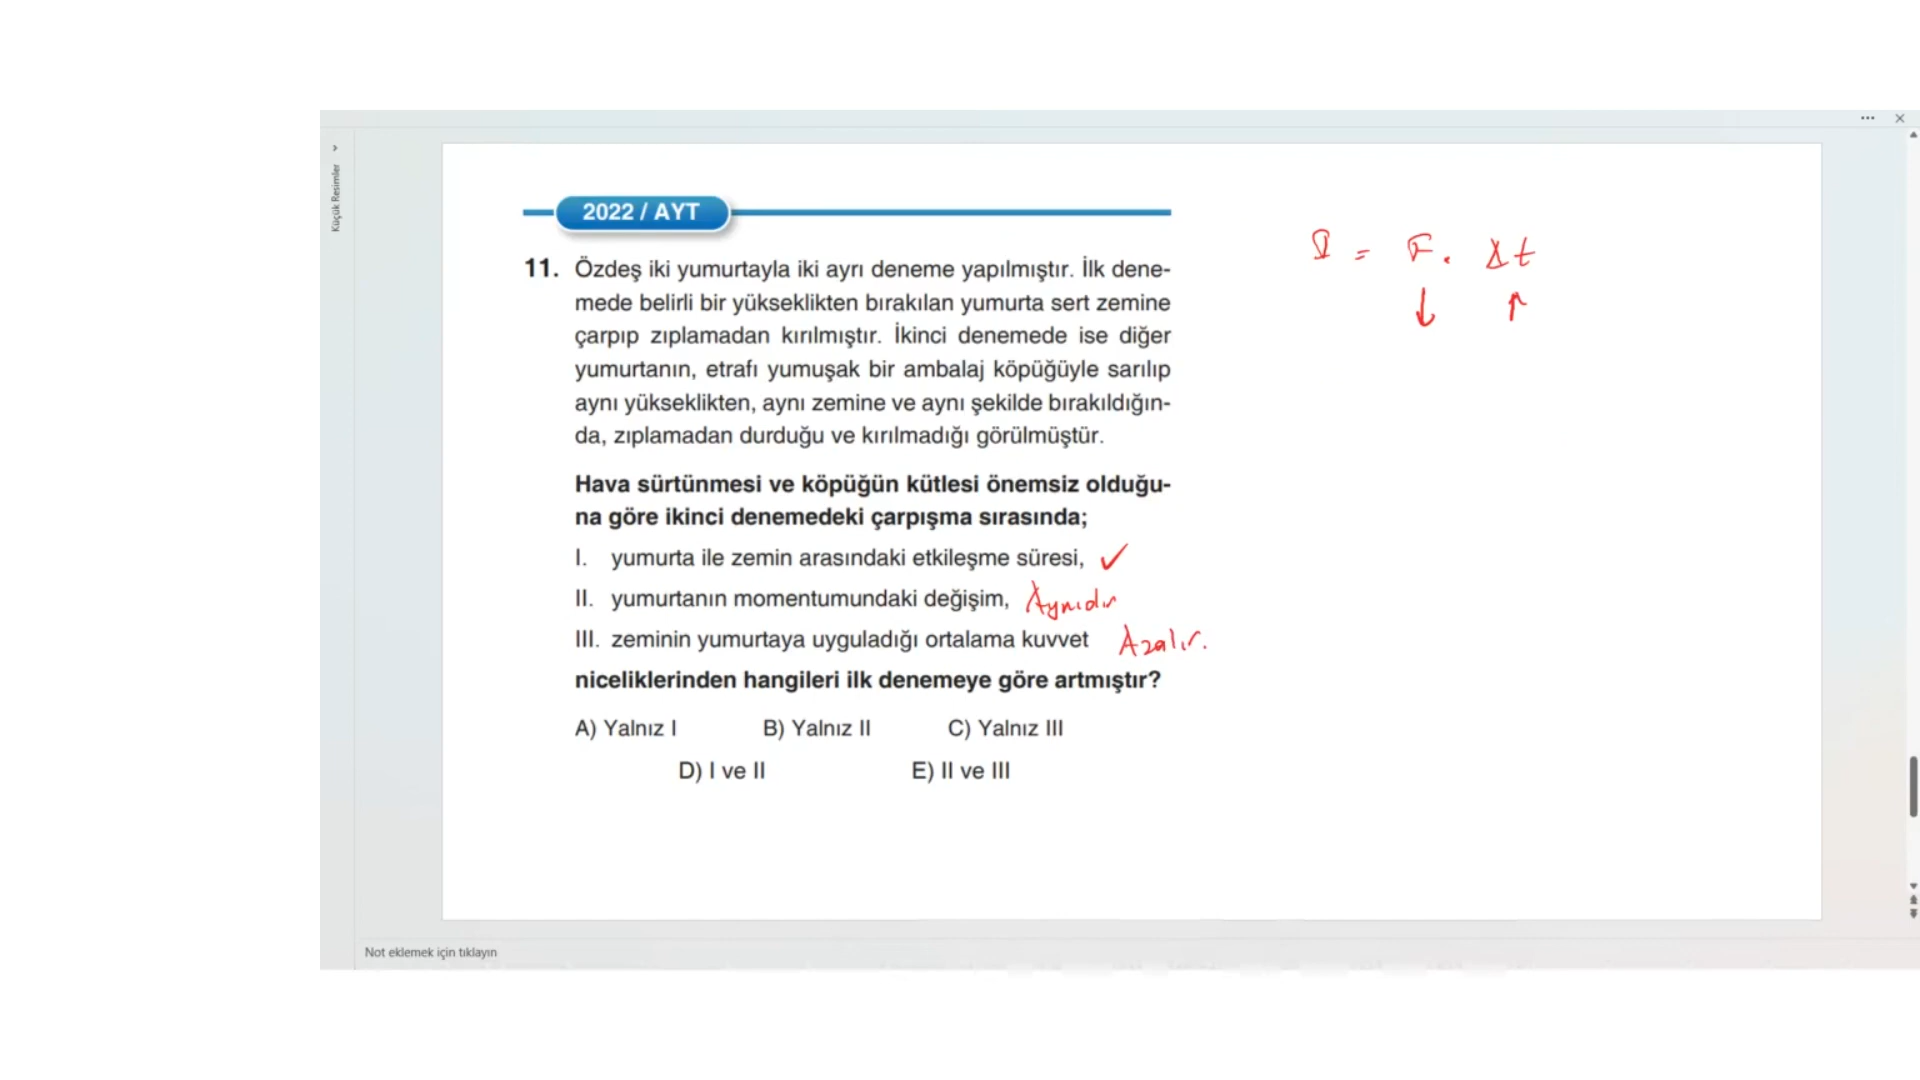 Küçük Resimler
2022 / AYT
I = F . Δt
↓ ↑
11. Özdeş iki yumurtayla iki ayrı deneme yapılmıştır. İlk dene-
mede belirli bir yükseklikten bırakılan yumurta sert zemine
çarpıp zıplamadan kırılmıştır. İkinci denemede ise diğer
yumurtanın, etrafı yumuşak bir ambalaj köpüğüyle sarılıp
aynı yükseklikten, aynı zemine ve aynı şekilde bırakıldığın-
da, zıplamadan durduğu ve kırılmadığı görülmüştür.
Hava sürtünmesi ve köpüğün kütlesi önemsiz olduğu-
na göre ikinci denemedeki çarpışma sırasında;
I. yumurta ile zemin arasındaki etkileşme süresi, ✓
II. yumurtanın momentumundaki değişim, Aynıdır
III. zeminin yumurtaya uyguladığı ortalama kuvvet Azalır.
niceliklerinden hangileri ilk denemeye göre artmıştır?
A) Yalnız I B) Yalnız II C) Yalnız III
D) I ve II E) II ve III
Not eklemek için tıklayın